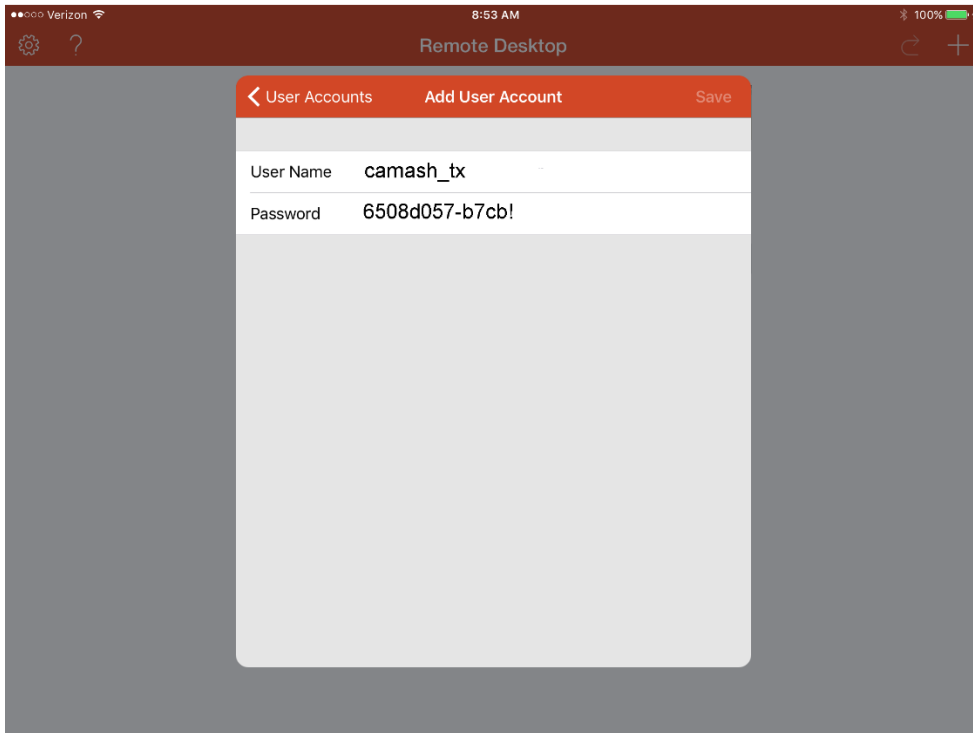 Verizon 8:53 AM 100%
? Remote Desktop
User Accounts Add User Account Save
User Name camash_tx
Password 6508d057-b7cb!